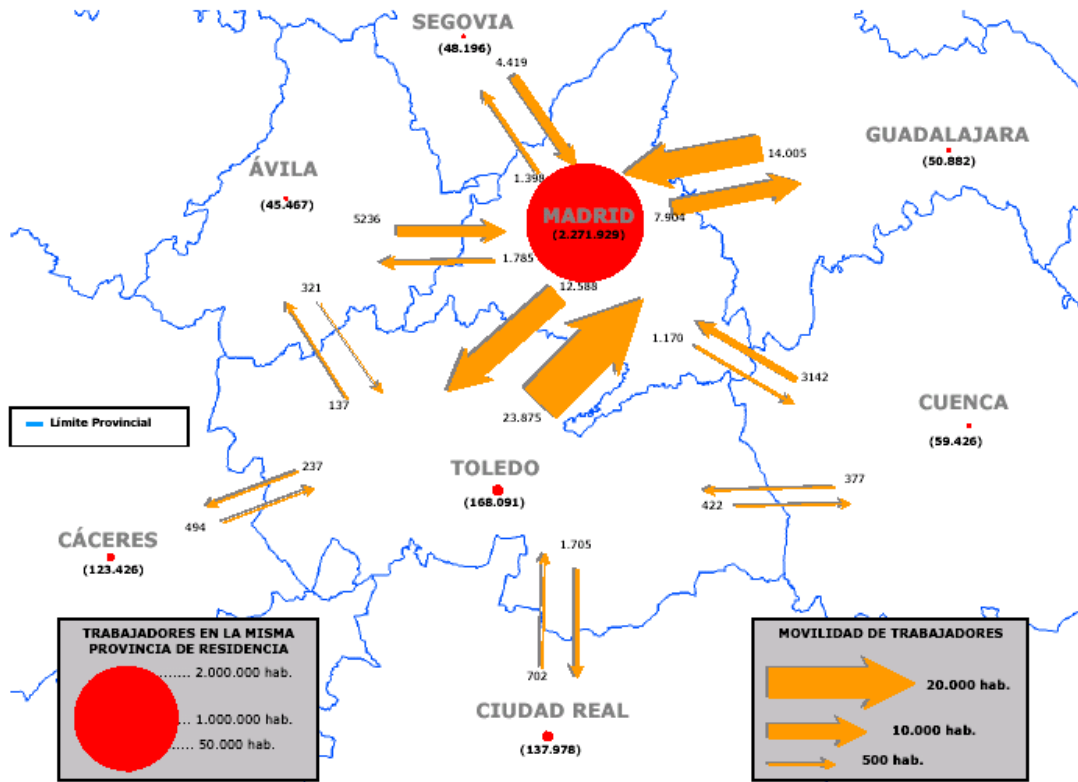 SEGOVIA
(48.196)
4.419
GUADALAJARA
(50.882)
14.005
ÁVILA
(45.467)
1.398
MADRID
(2.271.929)
7.904
5236
1.785
12.588
321
1.170
137
3142
23.875
CUENCA
(59.426)
Límite Provincial
TOLEDO
(168.091)
237
377
494
422
CÁCERES
(123.426)
1.705
702
CIUDAD REAL
(137.978)
TRABAJADORES EN LA MISMA
PROVINCIA DE RESIDENCIA
2.000.000 hab.
1.000.000 hab.
50.000 hab.
MOVILIDAD DE TRABAJADORES
20.000 hab.
10.000 hab.
500 hab.